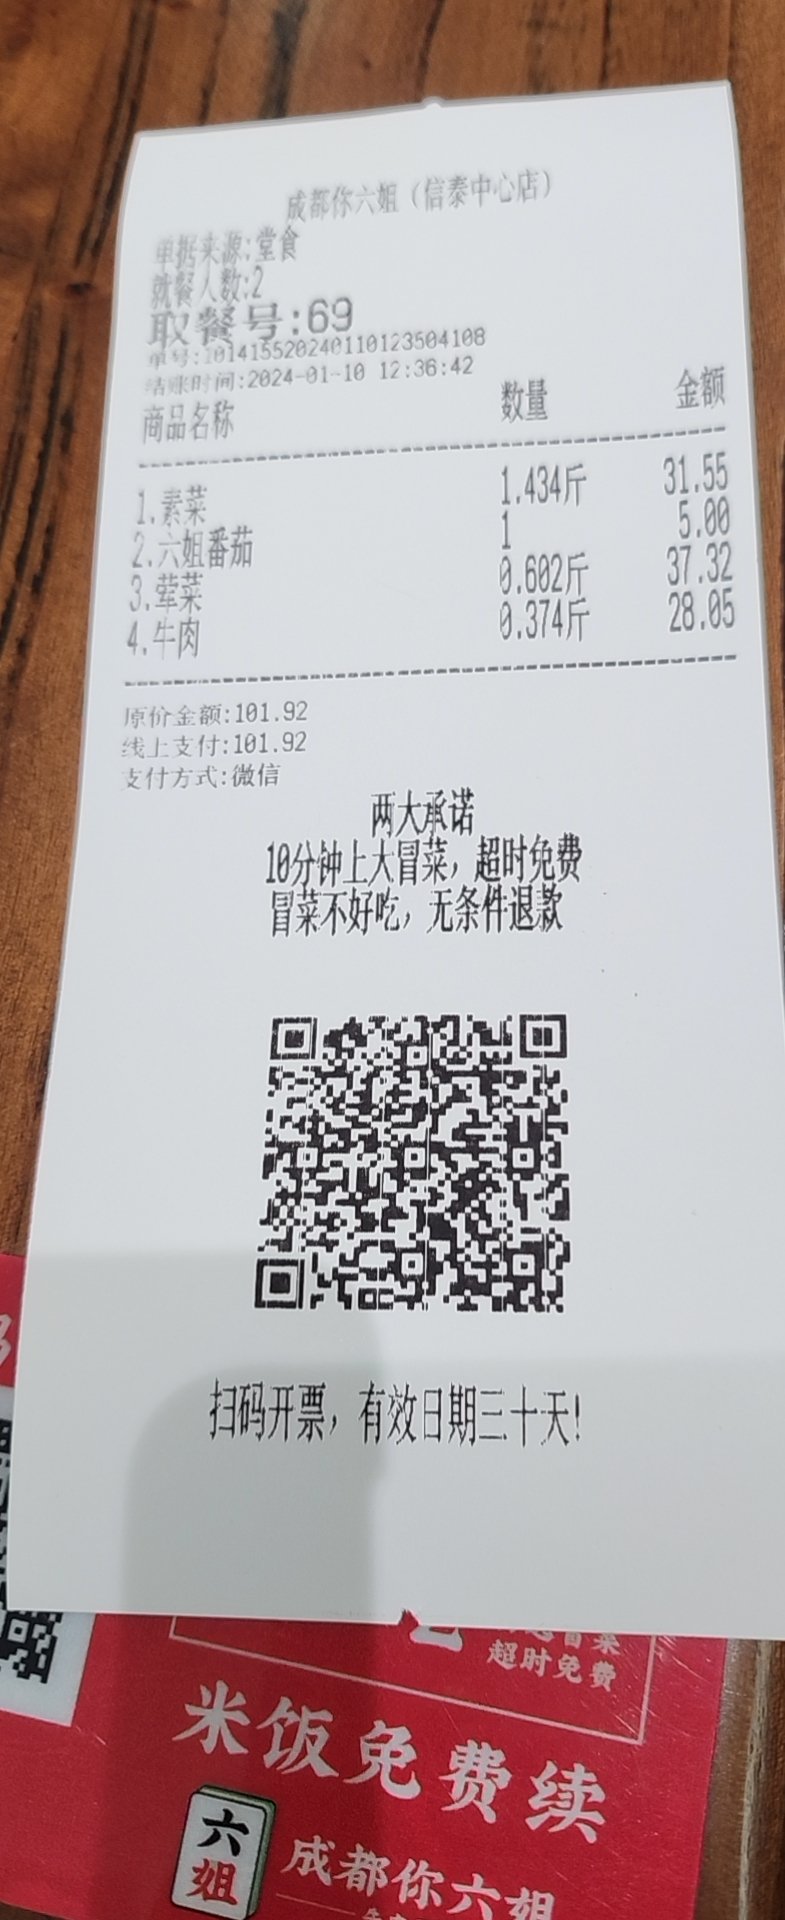 成都你六姐（信泰中心店）
单据来源:堂食
就餐人数:2
取餐号:69
单号:10141552024011012350​4108
结账时间:2024-01-10 12:36:42
商品名称 数量 金额
1.素菜 1.434斤 31.55
2.六姐番茄 1 5.00
3.荤菜 0.602斤 37.32
4.牛肉 0.374斤 28.05
原价金额:101.92
线上支付:101.92
支付方式:微信
两大承诺
10分钟上大冒菜，超时免费
冒菜不好吃，无条件退款
扫码开票，有效日期三十天!
超时免费
米饭免费续
六姐
成都你六姐